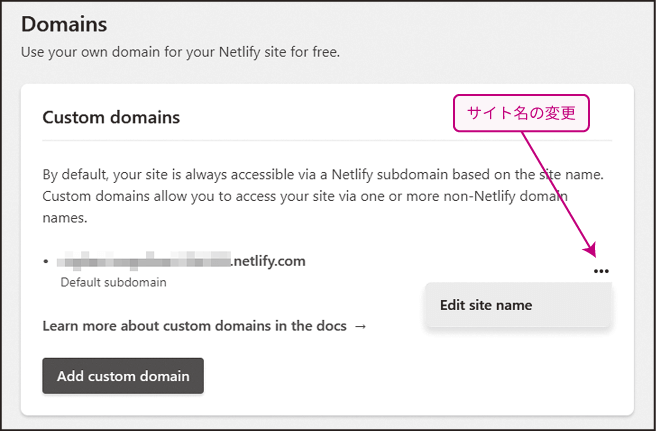 Domains
Use your own domain for your Netlify site for free.
サイト名の変更
Custom domains
By default, your site is always accessible via a Netlify subdomain based on the site name.
Custom domains allow you to access your site via one or more non-Netlify domain
names.
• .netlify.com
Default subdomain
Edit site name
Learn more about custom domains in the docs →
Add custom domain